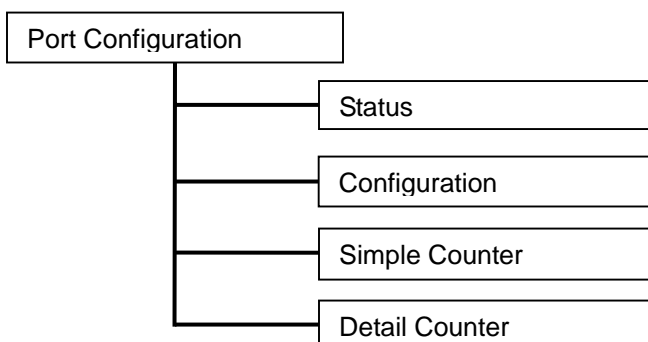 Port Configuration
Status
Configuration
Simple Counter
Detail Counter